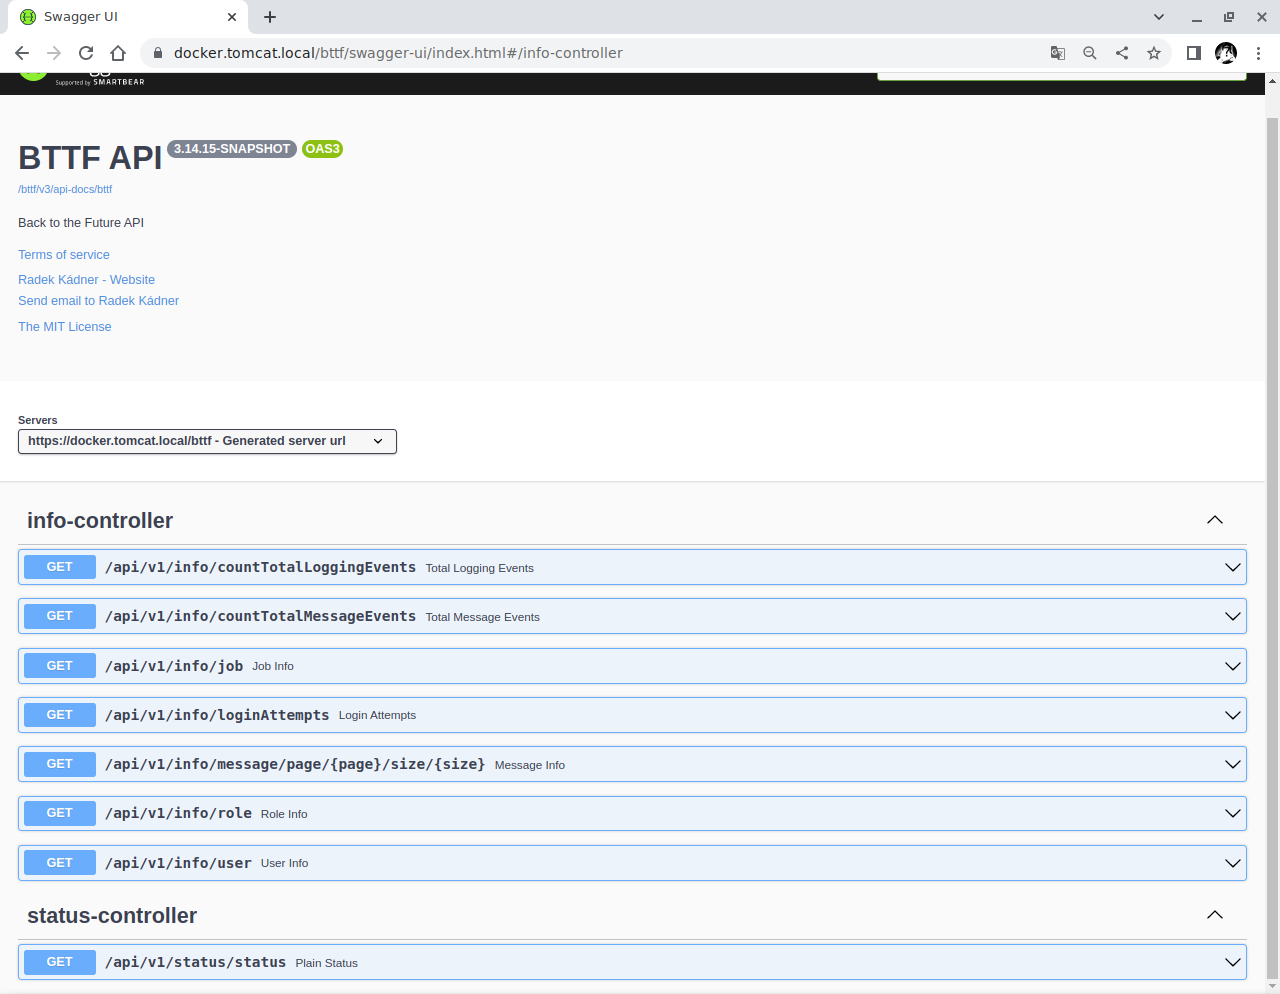 Swagger UI
docker.tomcat.local/bttf/swagger-ui/index.html#/info-controller
Supported by SMARTBEAR
BTTF API 3.14.15-SNAPSHOT OAS3
/bttf/v3/api-docs/bttf
Back to the Future API
Terms of service
Radek Kádner - Website
Send email to Radek Kádner
The MIT License
Servers
https://docker.tomcat.local/bttf - Generated server url
info-controller
GET /api/v1/info/countTotalLoggingEvents Total Logging Events
GET /api/v1/info/countTotalMessageEvents Total Message Events
GET /api/v1/info/job Job Info
GET /api/v1/info/loginAttempts Login Attempts
GET /api/v1/info/message/page/{page}/size/{size} Message Info
GET /api/v1/info/role Role Info
GET /api/v1/info/user User Info
status-controller
GET /api/v1/status/status Plain Status